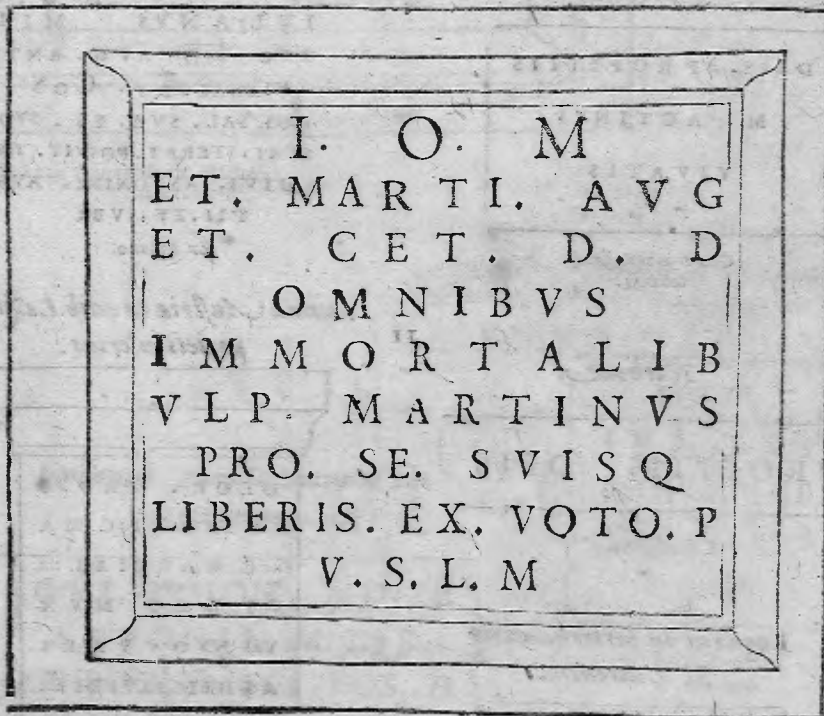 I. O. M
ET. MARTI. AVG
ET. CET. D. D
OMNIBVS
IMMORTALIB
VLP. MARTINVS
PRO. SE. SVISQ
LIBERIS. EX. VOTO. P
V. S. L. M